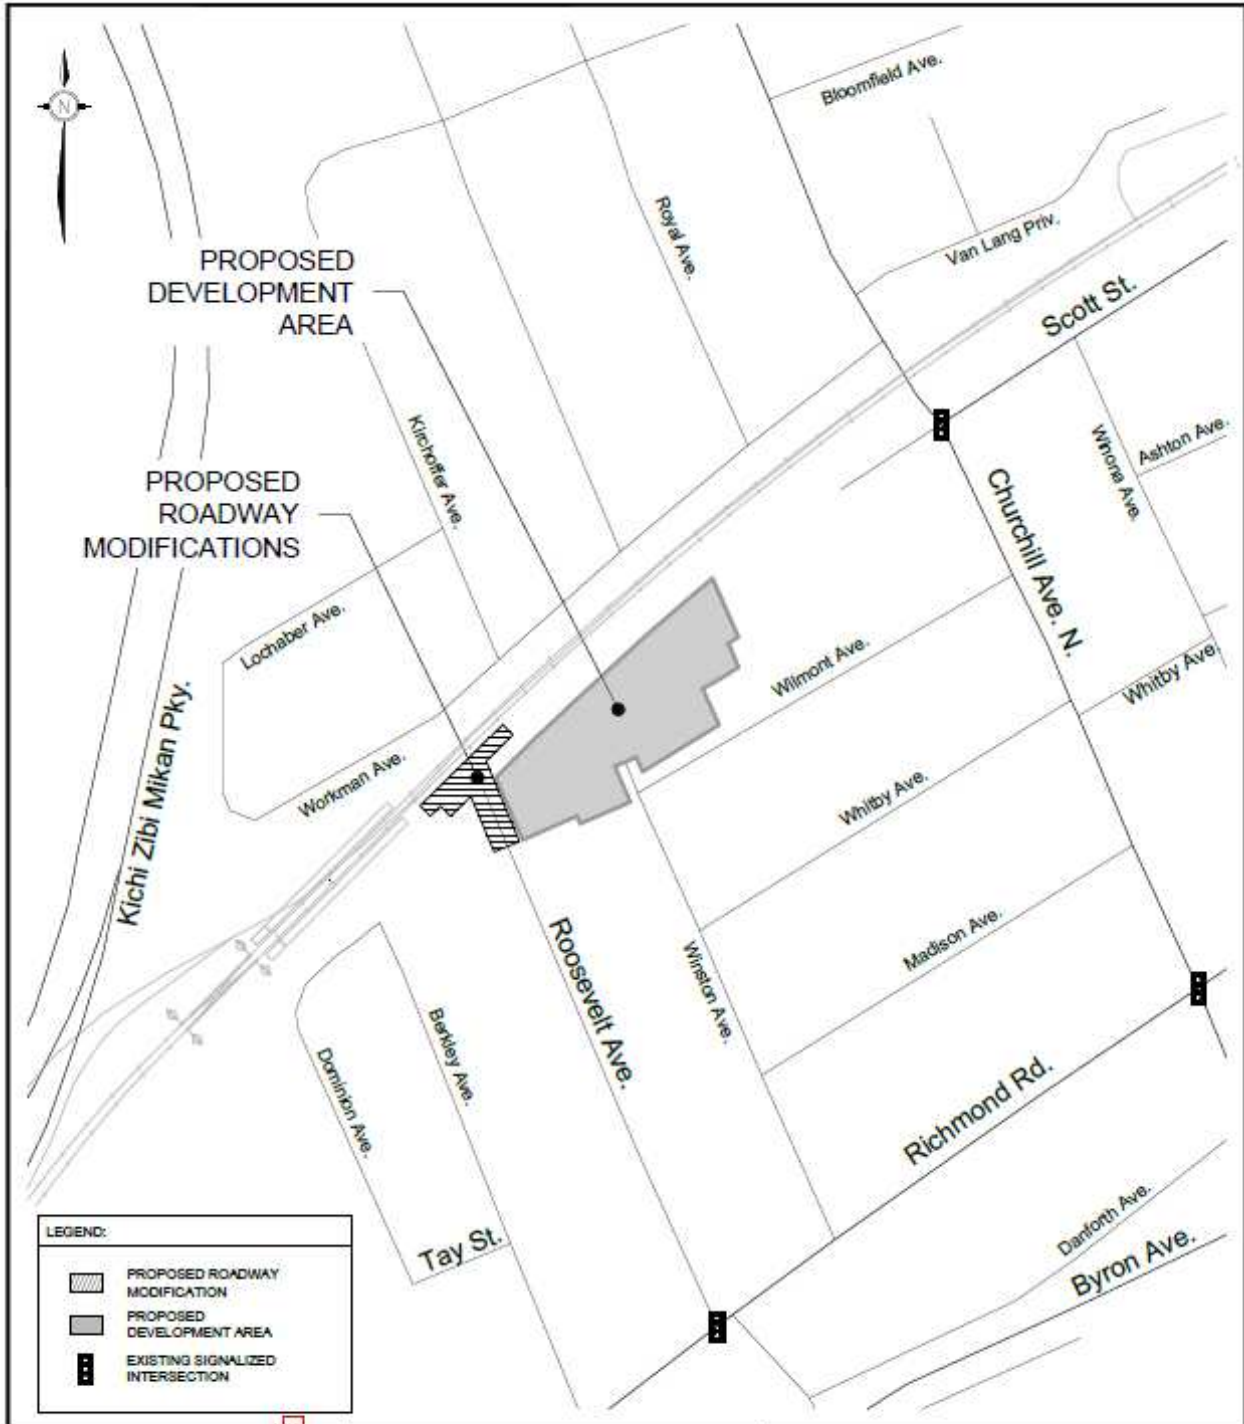 N
Bloomfield Ave.
Royal Ave.
Van Lang Priv.
PROPOSED
DEVELOPMENT
AREA
Scott St.
Kirchoffer Ave.
Winona Ave.
Ashton Ave.
PROPOSED
ROADWAY
MODIFICATIONS
Churchill Ave. N.
Lochaber Ave.
Wilmont Ave.
Whitby Ave.
Kichi Zibi Mikan Pky.
Workman Ave.
Whitby Ave.
Madison Ave.
Roosevelt Ave.
Winston Ave.
Berkley Ave.
Dominion Ave.
Richmond Rd.
Danforth Ave.
Byron Ave.
Tay St.
LEGEND:
PROPOSED ROADWAY
MODIFICATION
PROPOSED
DEVELOPMENT AREA
EXISTING SIGNALIZED
INTERSECTION